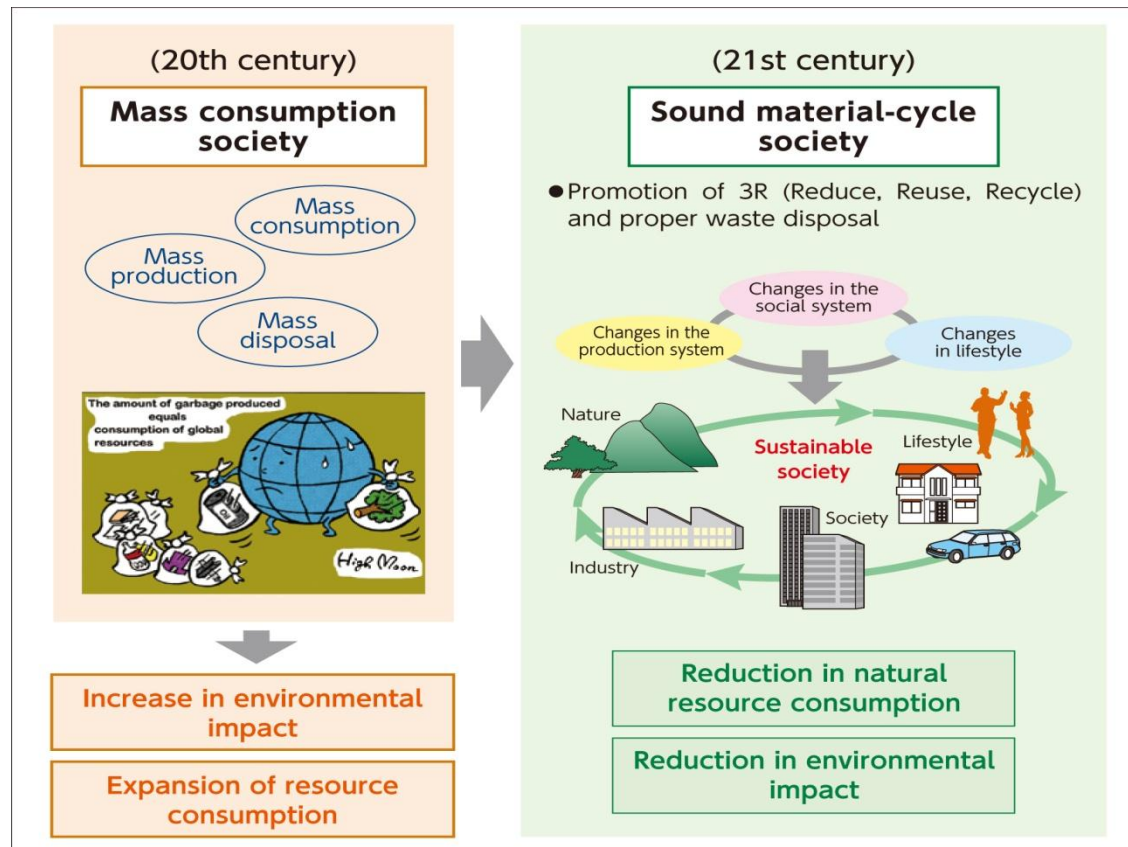 (20th century)
Mass consumption
society
Mass
consumption
Mass
production
Mass
disposal
The amount of garbage produced
equals
consumption of global
resources
Oil
High Moon
Increase in environmental
impact
Expansion of resource
consumption
(21st century)
Sound material-cycle
society
●Promotion of 3R (Reduce, Reuse, Recycle)
and proper waste disposal
Changes in the
social system
Changes in the
production system
Changes
in lifestyle
Nature
Lifestyle
Sustainable
society
Society
Industry
Reduction in natural
resource consumption
Reduction in environmental
impact